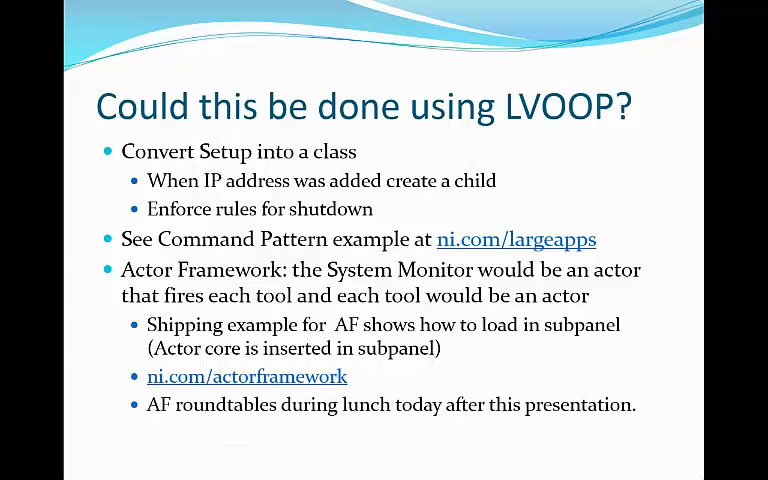 Could this be done using LVOOP?
Convert Setup into a class
When IP address was added create a child
Enforce rules for shutdown
See Command Pattern example at ni.com/largeapps
Actor Framework: the System Monitor would be an actor
that fires each tool and each tool would be an actor
Shipping example for AF shows how to load in subpanel
(Actor core is inserted in subpanel)
ni.com/actorframework
AF roundtables during lunch today after this presentation.